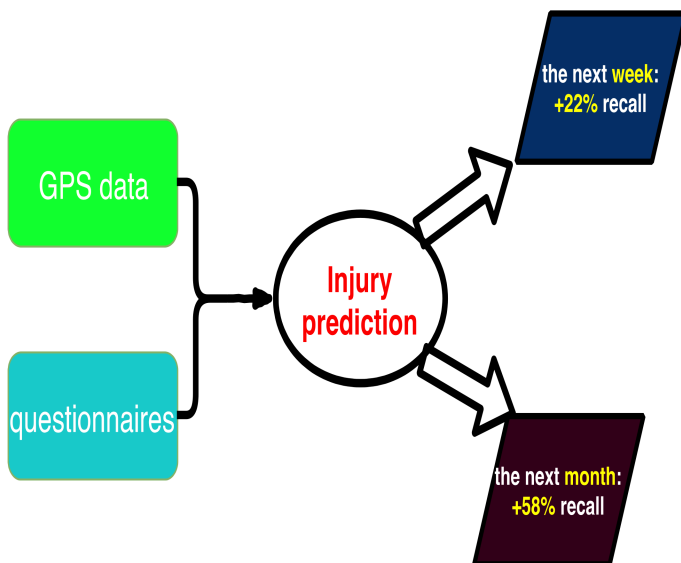 GPS data
questionnaires
Injury
prediction
the next week:
+22% recall
the next month:
+58% recall